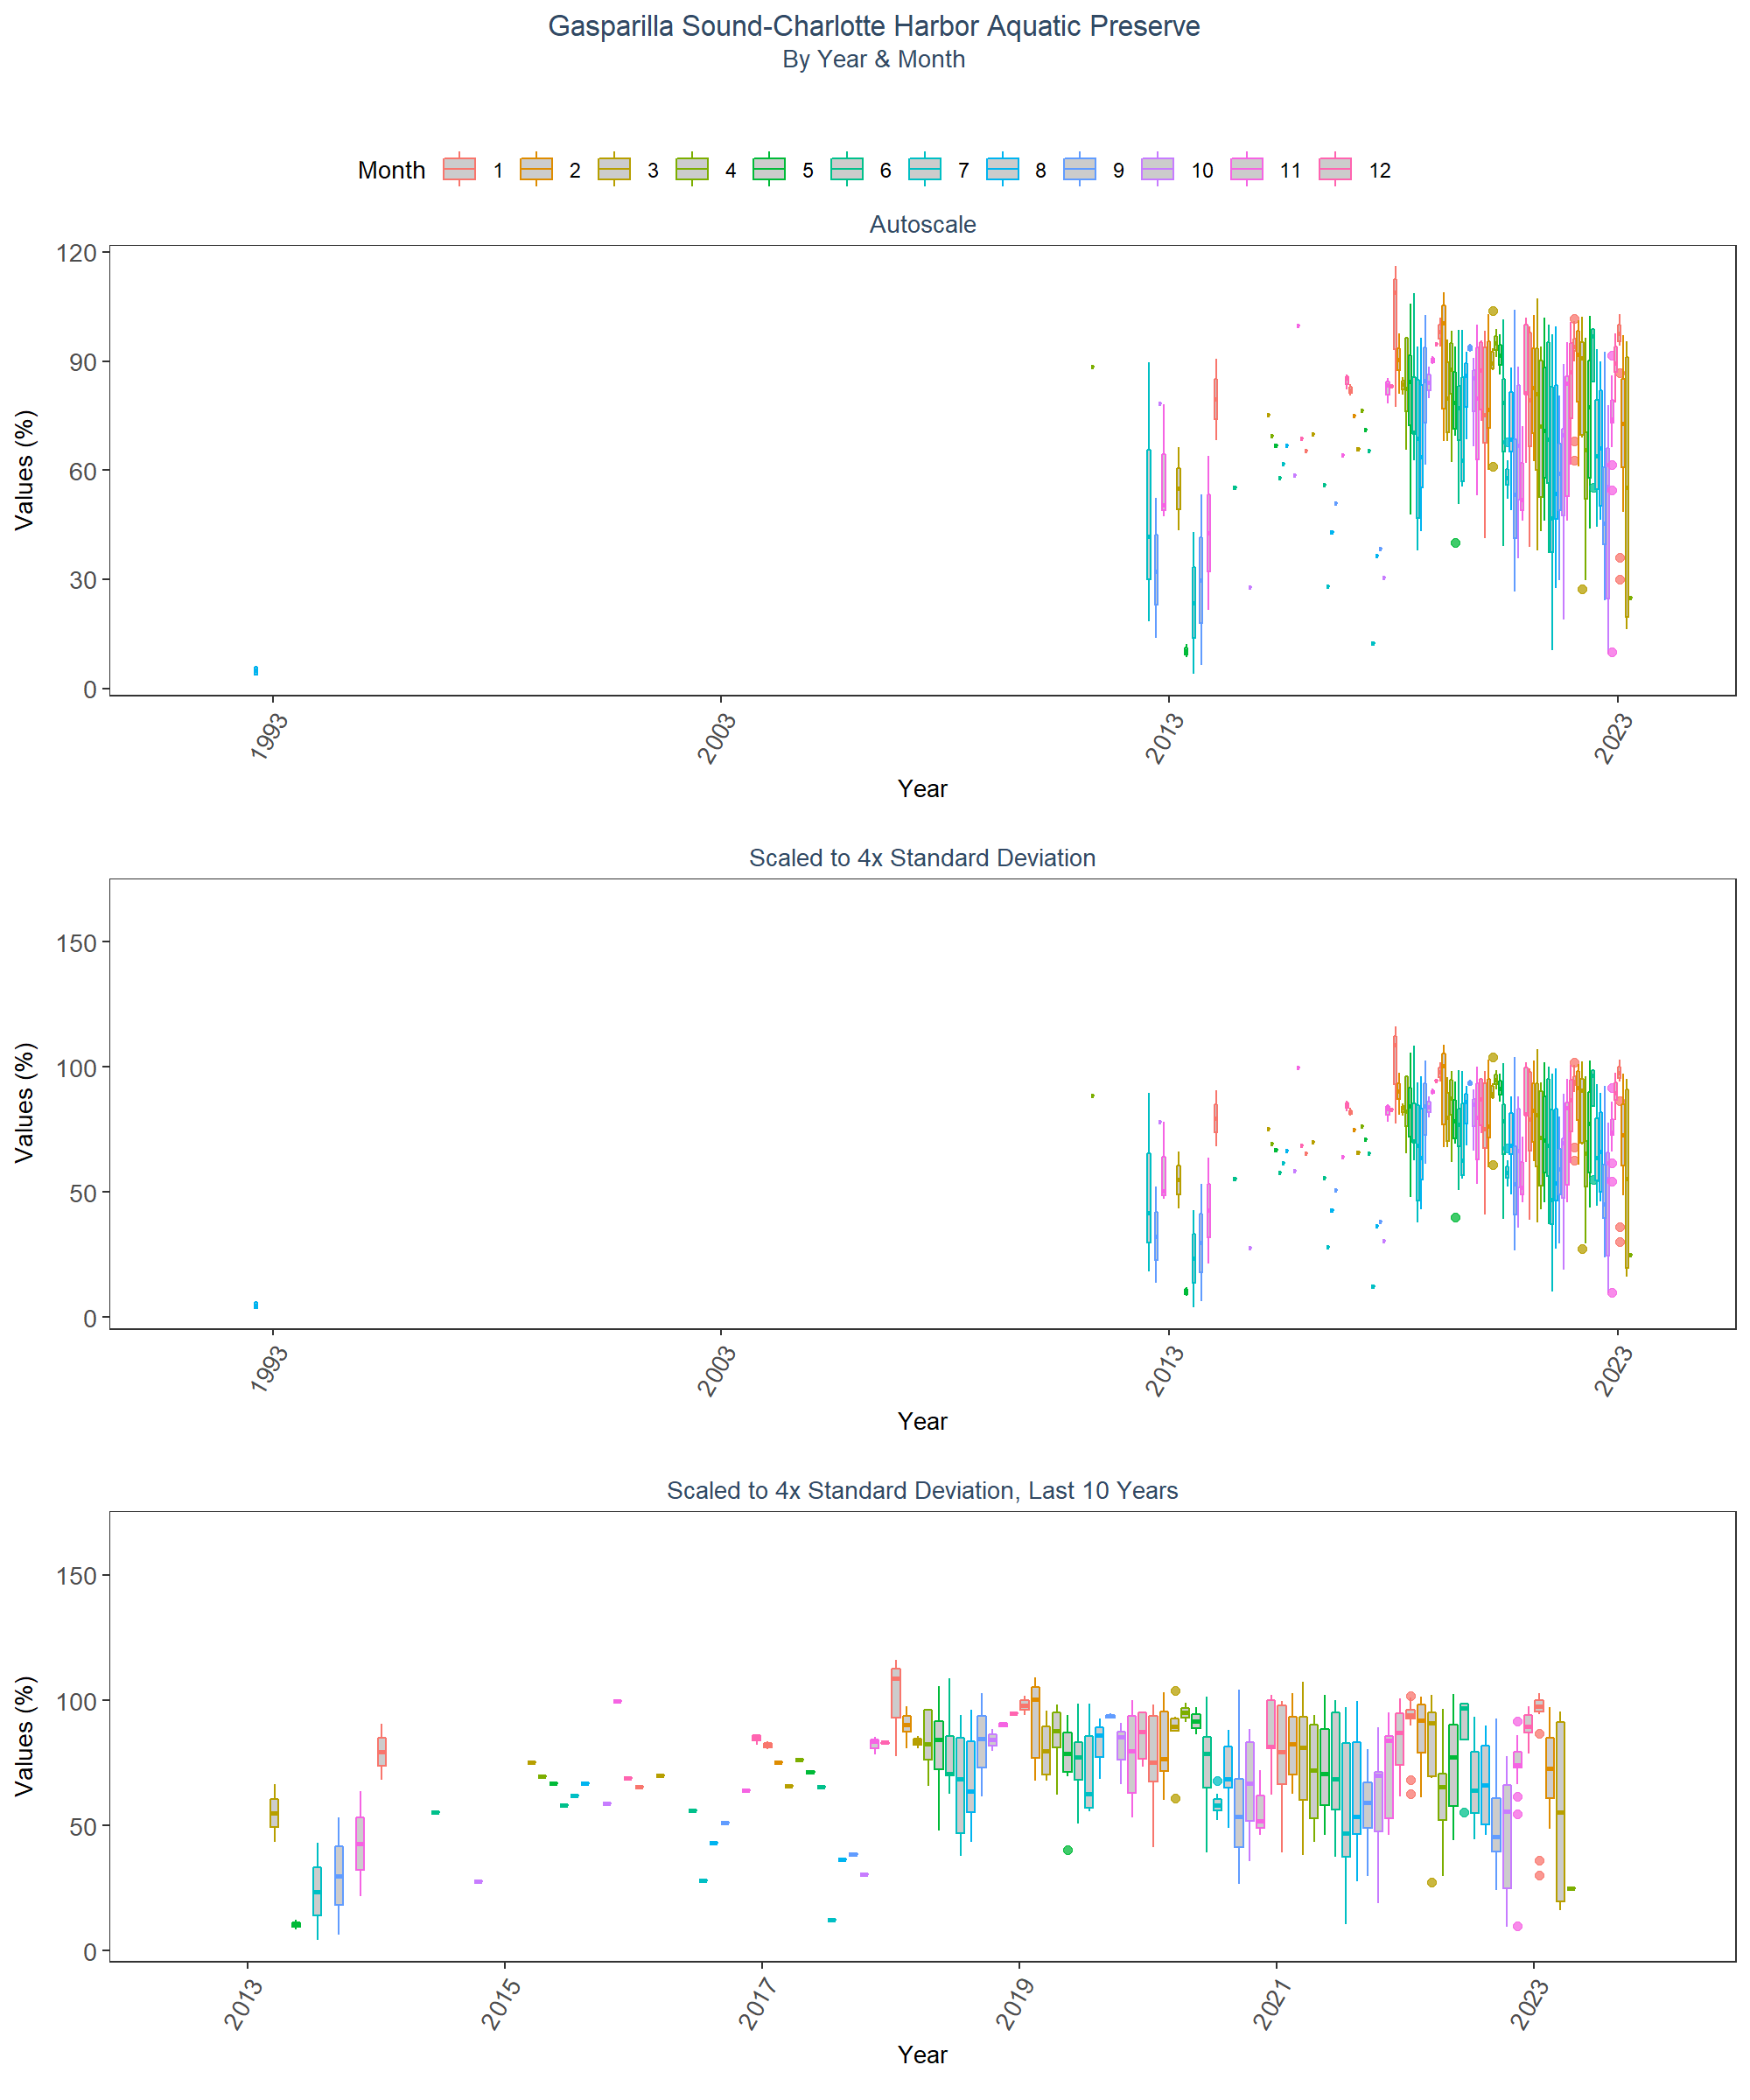 Gasparilla Sound-Charlotte Harbor Aquatic Preserve
By Year & Month
Month 1 2 3 4 5 6 7 8 9 10 11 12
Autoscale
120
90
60
30
0
Values (%)
1993 2003 2013 2023
Year
Scaled to 4x Standard Deviation
150
100
50
0
Values (%)
1993 2003 2013 2023
Year
Scaled to 4x Standard Deviation, Last 10 Years
150
100
50
0
Values (%)
2013 2015 2017 2019 2021 2023
Year